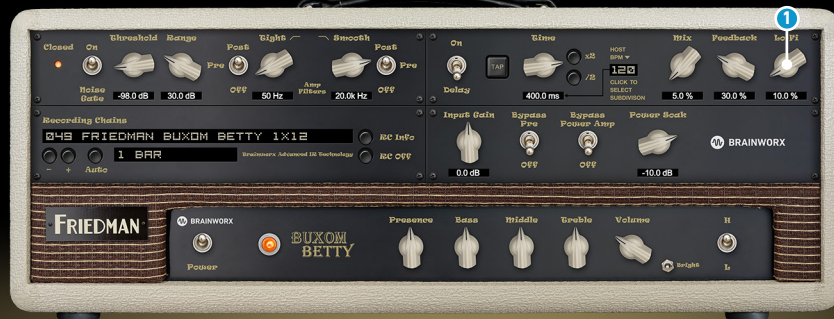 1
Closed On Threshold Range Post Tight Smooth Post
Pre Pre
Noise Gate -98.0 dB 30.0 dB Off 50 Hz Amp Filters 20.0k Hz Off
On Time x2 HOST BPM Mix Feedback Lo-Fi
TAP /2 120
Delay 400.0 ms CLICK TO SELECT SUBDIVISON 5.0 % 30.0 % 10.0 %
Recording Chains
049 FRIEDMAN BUXOM BETTY 1X12 RC Info
1 BAR Brainworx Advanced IR Technology RC Off
− + Auto
Input Gain Bypass Pre Bypass Power Amp Power Soak
BRAINWORX
0.0 dB Off Off -10.0 dB
FRIEDMAN
BRAINWORX Presence Bass Middle Treble Volume H
BUXOM
BETTY
Power Bright L